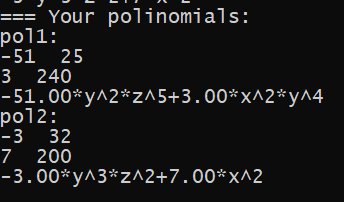 === Your polinomials:
pol1:
-51  25
3  240
-51.00*y^2*z^5+3.00*x^2*y^4
pol2:
-3  32
7  200
-3.00*y^3*z^2+7.00*x^2